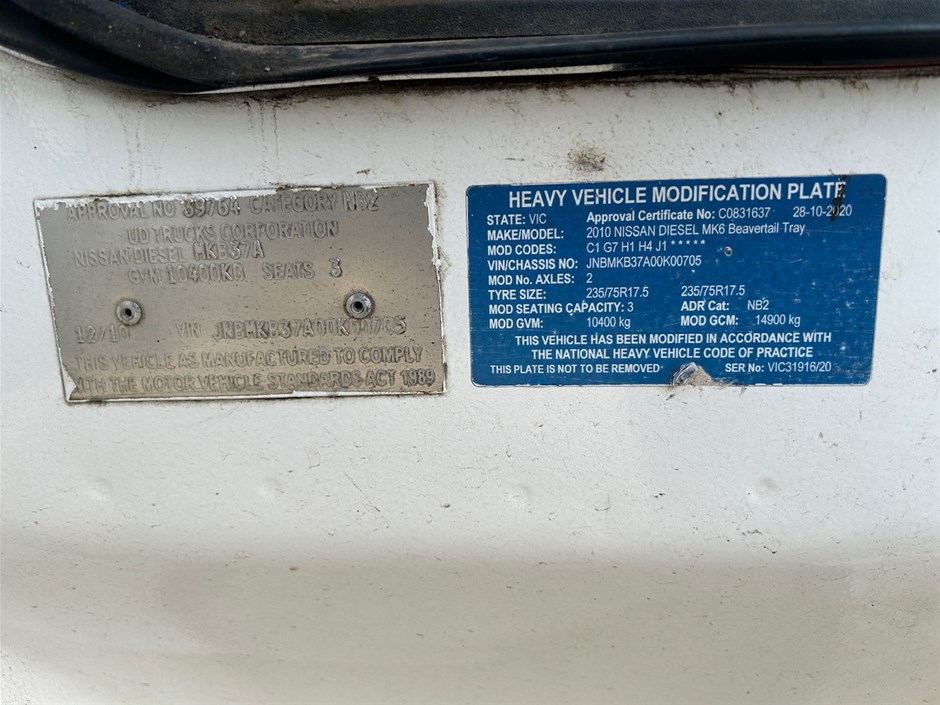 APPROVAL NO 39764 CATEGORY NB2
UD TRUCKS CORPORATION
NISSAN DIESEL MKB37A
GVM 10400KG SEATS 3
12/10 VIN JNBMKB37A00K00705
THIS VEHICLE AS MANUFACTURED TO COMPLY
WITH THE MOTOR VEHICLE STANDARDS ACT 1989
HEAVY VEHICLE MODIFICATION PLATE
STATE: VIC Approval Certificate No: C0831637 28-10-2020
MAKE/MODEL: 2010 NISSAN DIESEL MK6 Beavertail Tray
MOD CODES: C1 G7 H1 H4 J1 * * * * *
VIN/CHASSIS NO: JNBMKB37A00K00705
MOD No. AXLES: 2
TYRE SIZE: 235/75R17.5 235/75R17.5
MOD SEATING CAPACITY: 3 ADR Cat: NB2
MOD GVM: 10400 kg MOD GCM: 14900 kg
THIS VEHICLE HAS BEEN MODIFIED IN ACCORDANCE WITH
THE NATIONAL HEAVY VEHICLE CODE OF PRACTICE
THIS PLATE IS NOT TO BE REMOVED SER No: VIC31916/20